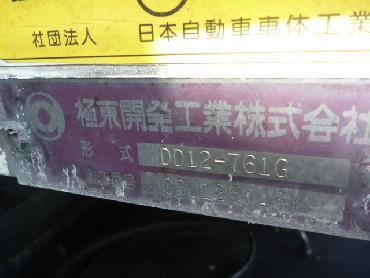 社団法人 日本自動車車体工業
極東開発工業株式会社
形式 DD12-761G